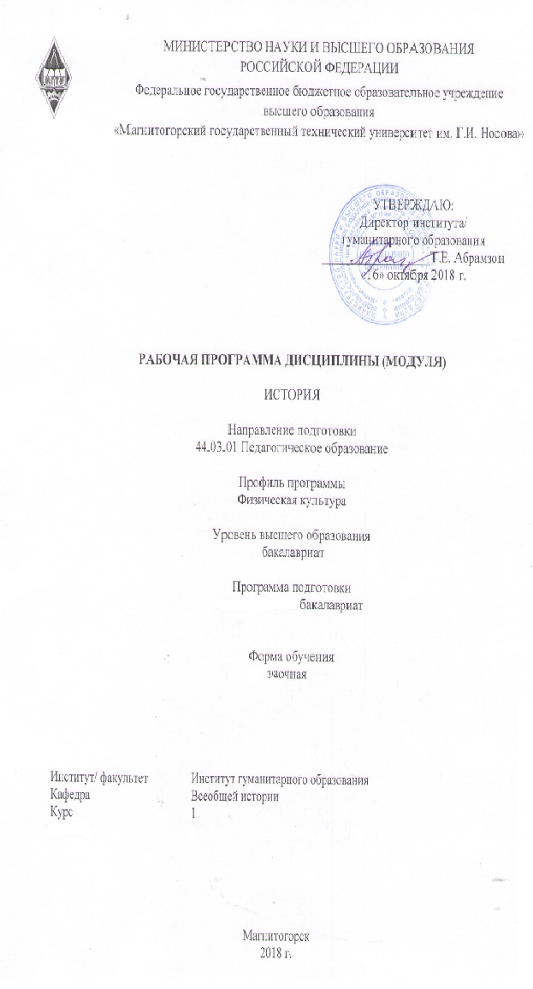 МИНИСТЕРСТВО НАУКИ И ВЫСШЕГО ОБРАЗОВАНИЯ
РОССИЙСКОЙ ФЕДЕРАЦИИ
Федеральное государственное бюджетное образовательное учреждение
высшего образования
«Магнитогорский государственный технический университет им. Г.И. Носова»
УТВЕРЖДАЮ:
Директор института/
гуманитарного образования
Т.Е. Абрамзон
«16» октября 2018 г.
РАБОЧАЯ ПРОГРАММА ДИСЦИПЛИНЫ (МОДУЛЯ)
ИСТОРИЯ
Направление подготовки
44.03.01 Педагогическое образование
Профиль программы
Физическая культура
Уровень высшего образования
бакалавриат
Программа подготовки
бакалавриат
Форма обучения
заочная
Институт/ факультет Институт гуманитарного образования
Кафедра Всеобщей истории
Курс 1
Магнитогорск
2018 г.